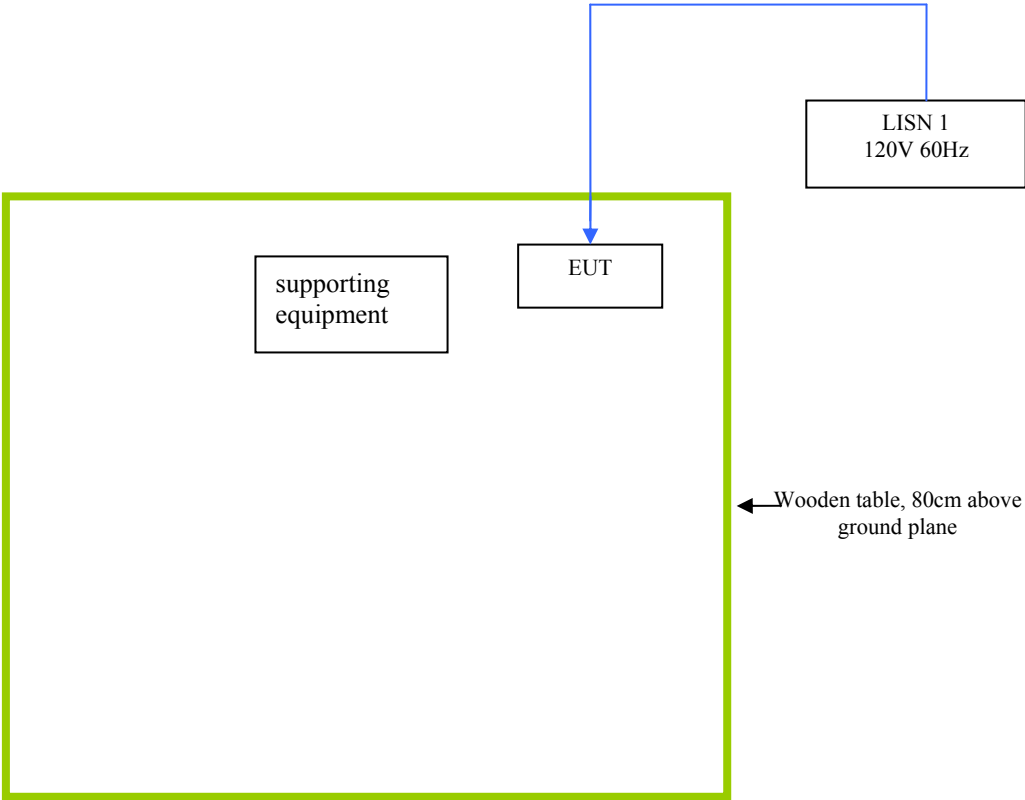 LISN 1
120V 60Hz
EUT
supporting
equipment
Wooden table, 80cm above
ground plane